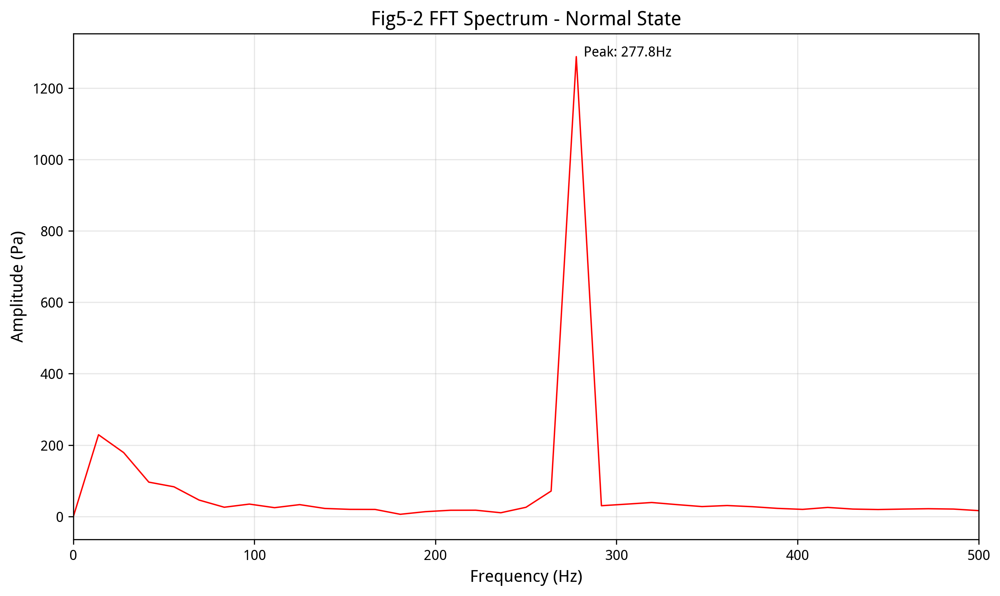 Fig5-2 FFT Spectrum - Normal State
Peak: 277.8Hz
1200
1000
800
600
400
200
0
Amplitude (Pa)
0 100 200 300 400 500
Frequency (Hz)